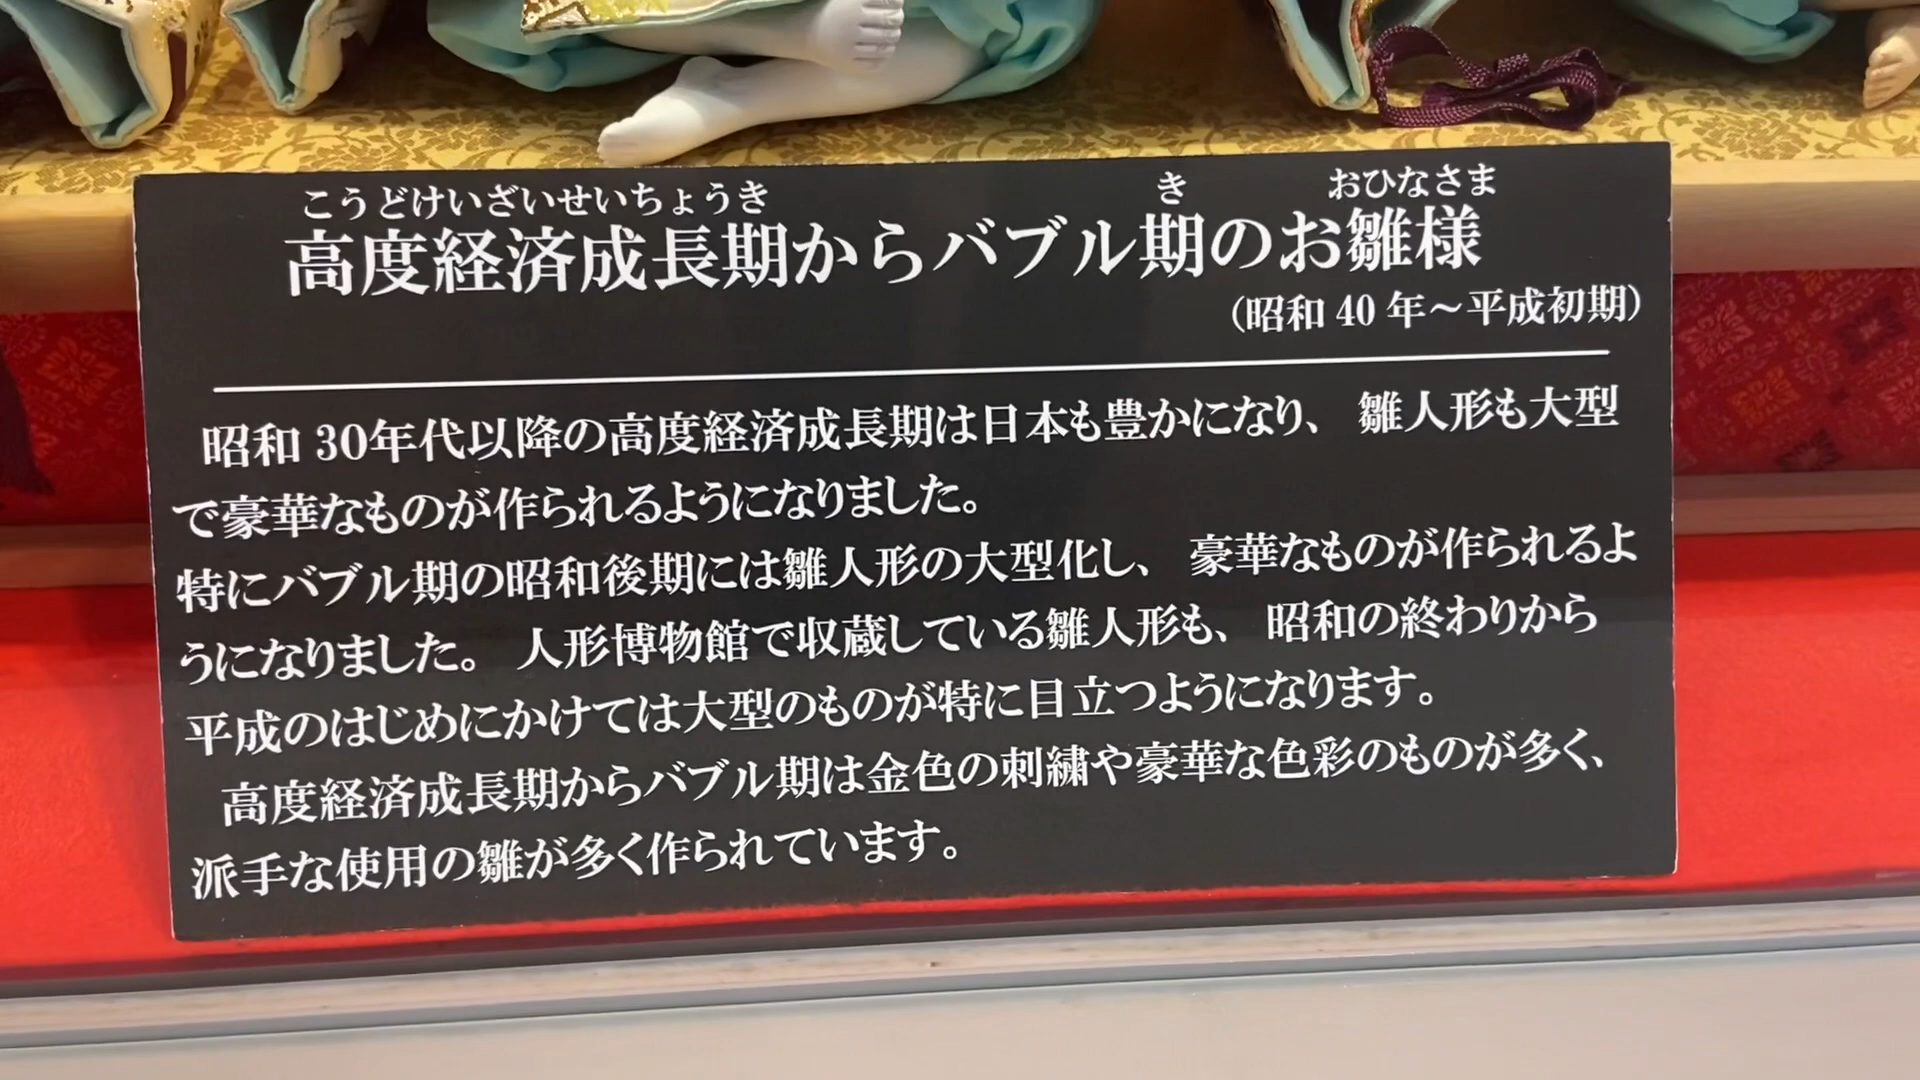 こうどけいざいせいちょうき き おひなさま
高度経済成長期からバブル期のお雛様
（昭和 40 年～平成初期）
昭和 30年代以降の高度経済成長期は日本も豊かになり、 雛人形も大型
で豪華なものが作られるようになりました。
特にバブル期の昭和後期には雛人形の大型化し、 豪華なものが作られるよ
うになりました。 人形博物館で収蔵している雛人形も、 昭和の終わりから
平成のはじめにかけては大型のものが特に目立つようになります。
高度経済成長期からバブル期は金色の刺繍や豪華な色彩のものが多く、
派手な使用の雛が多く作られています。